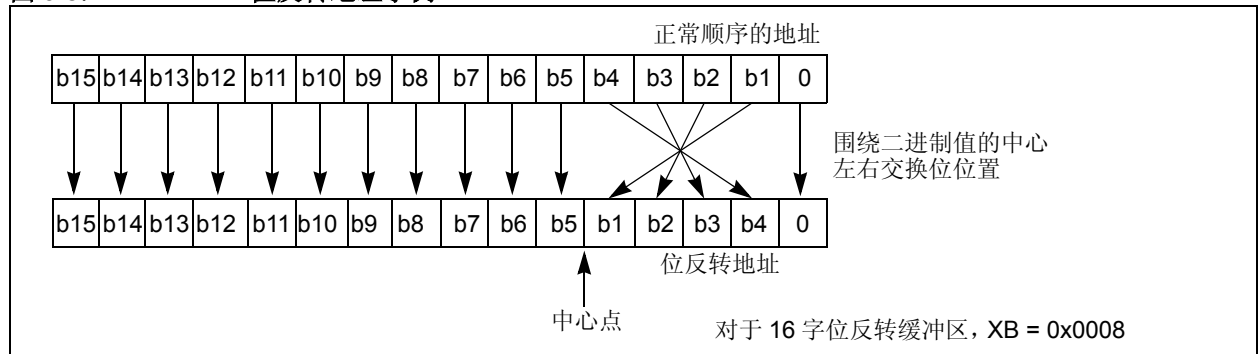 正常顺序的地址
b15 b14 b13 b12 b11 b10 b9 b8 b7 b6 b5 b4 b3 b2 b1 0
围绕二进制值的中心
左右交换位位置
b15 b14 b13 b12 b11 b10 b9 b8 b7 b6 b5 b1 b2 b3 b4 0
位反转地址
中心点
对于 16 字位反转缓冲区，XB = 0x0008